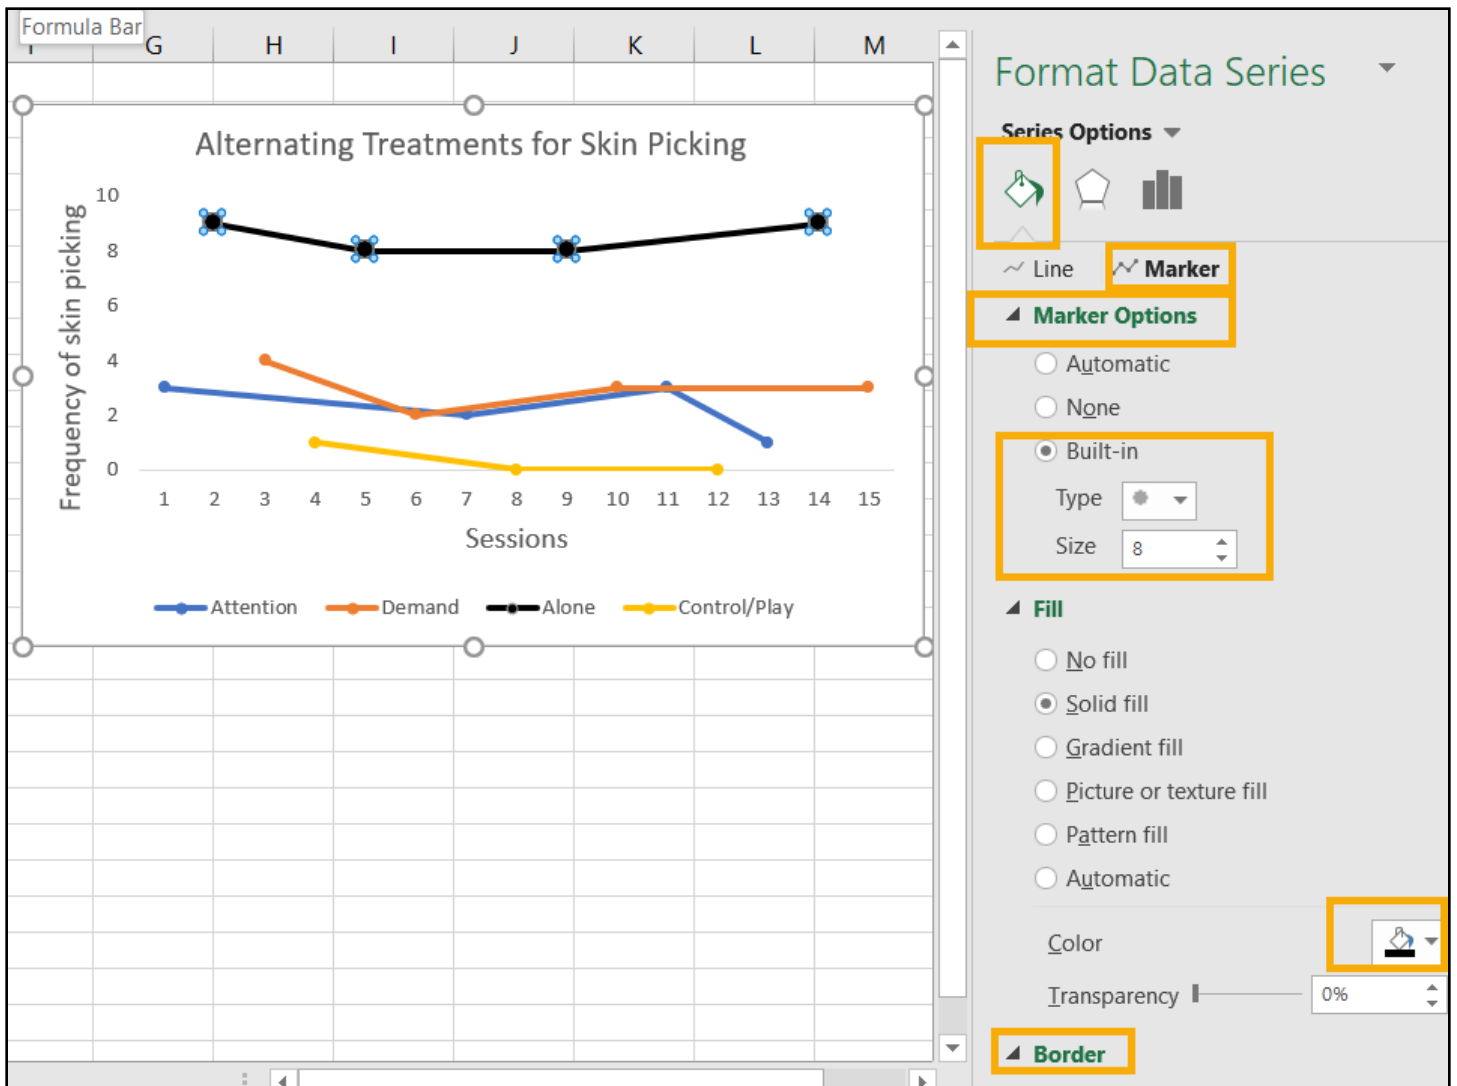 Formula Bar
G H I J K L M
Alternating Treatments for Skin Picking
Frequency of skin picking
10
8
6
4
2
0
1 2 3 4 5 6 7 8 9 10 11 12 13 14 15
Sessions
Attention Demand Alone Control/Play
Format Data Series
Series Options
Line Marker
Marker Options
Automatic
None
Built-in
Type
Size 8
Fill
No fill
Solid fill
Gradient fill
Picture or texture fill
Pattern fill
Automatic
Color
Transparency 0%
Border